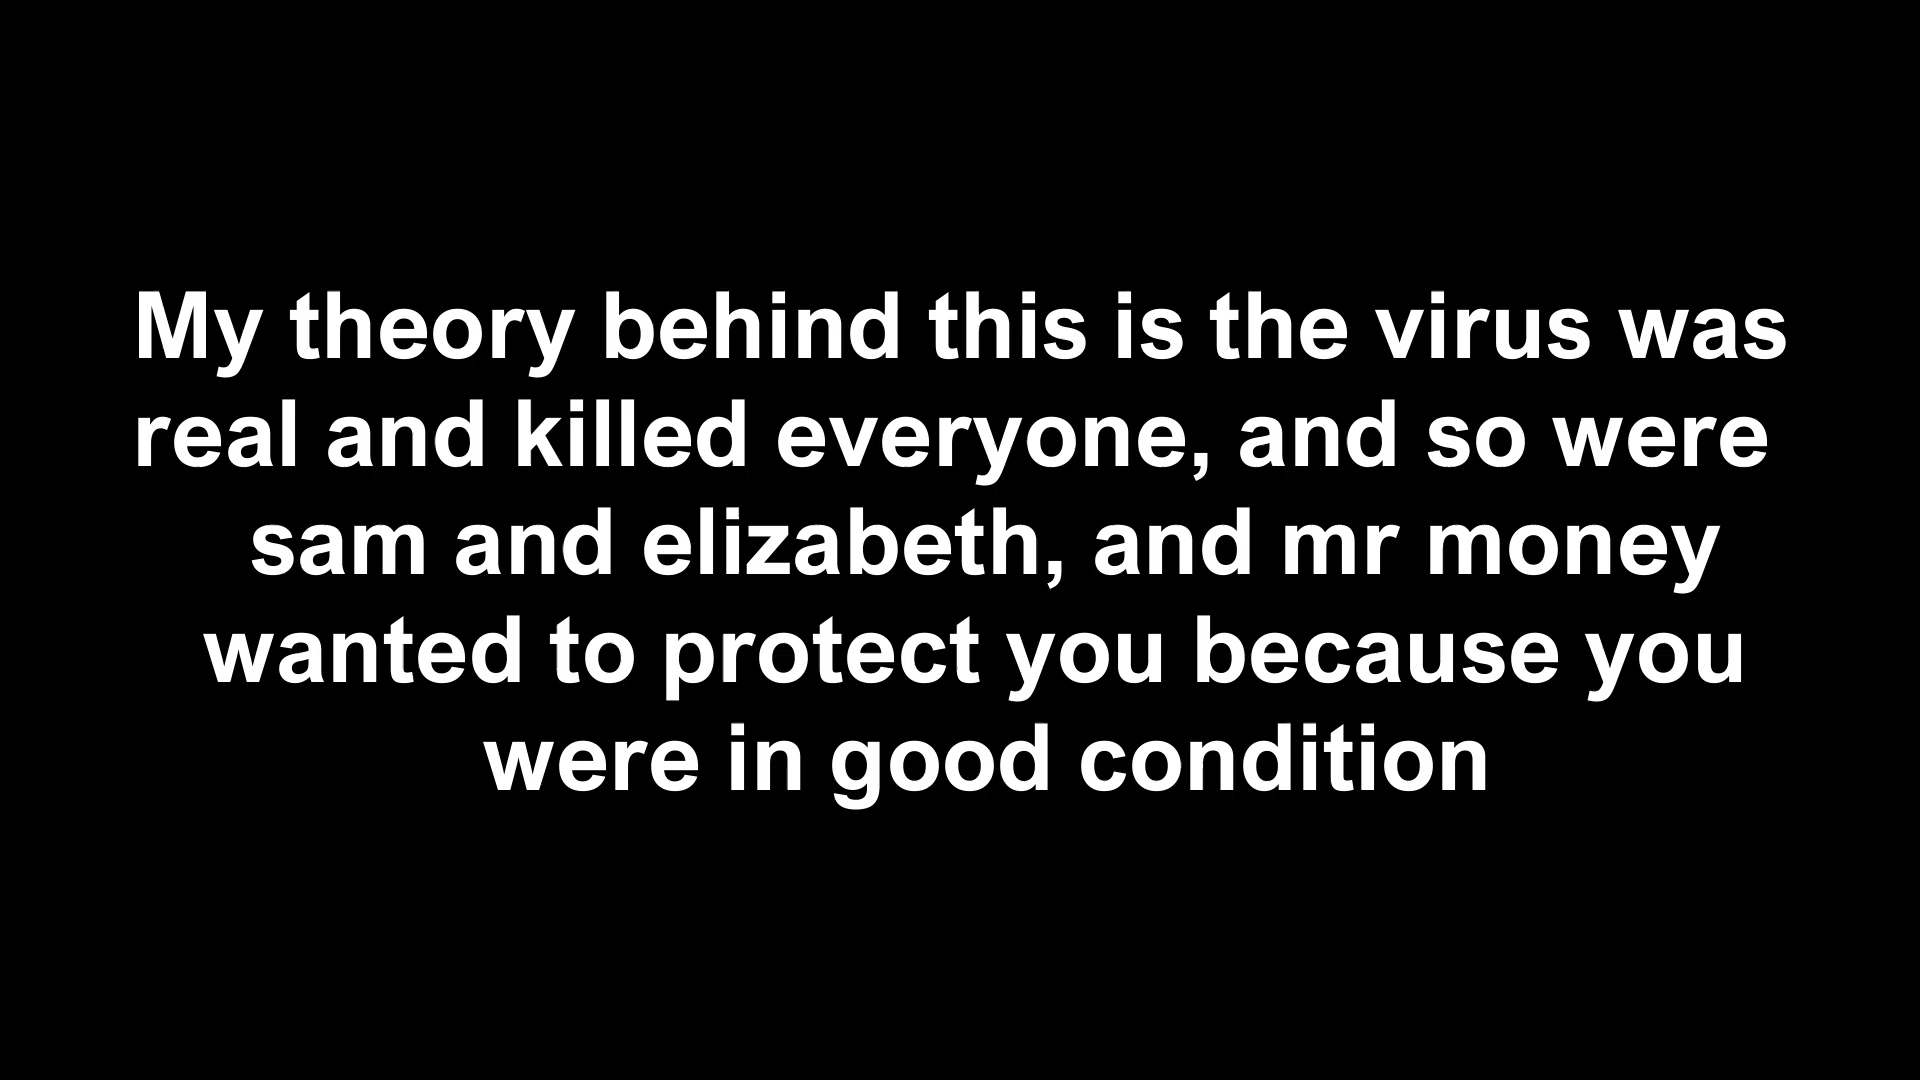 My theory behind this is the virus was
real and killed everyone, and so were
sam and elizabeth, and mr money
wanted to protect you because you
were in good condition